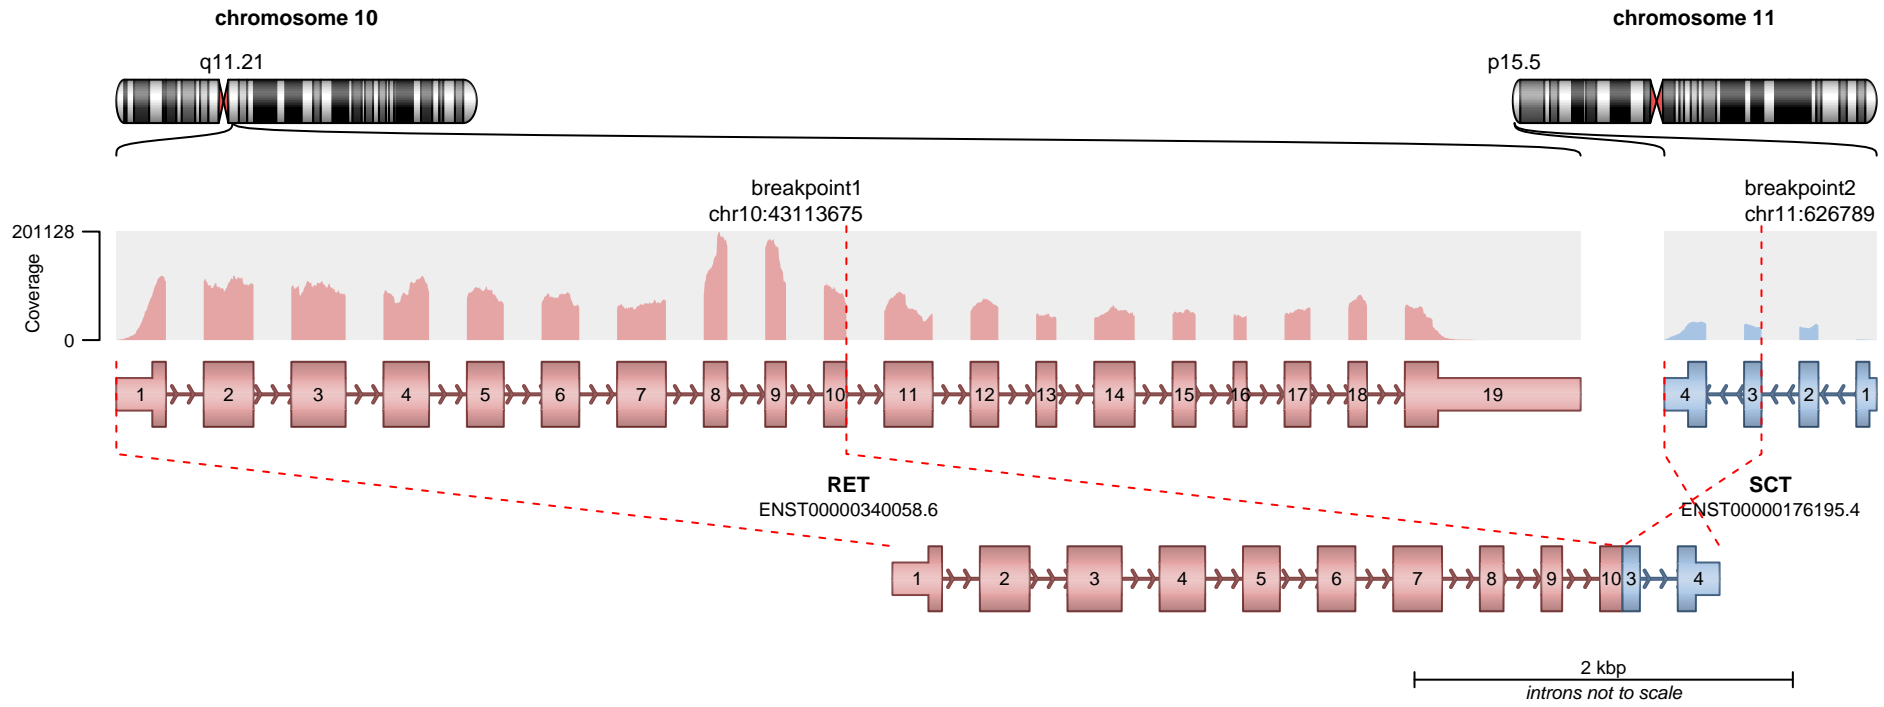 chromosome 10
chromosome 11
q11.21
p15.5
breakpoint1
chr10:43113675
breakpoint2
chr11:626789
201128
Coverage
0
1 2 3 4 5 6 7 8 9 10 11 12 13 14 15 16 17 18 19
4 3 2 1
RET
ENST00000340058.6
SCT
ENST00000176195.4
1 2 3 4 5 6 7 8 9 10 3 4
2 kbp
introns not to scale